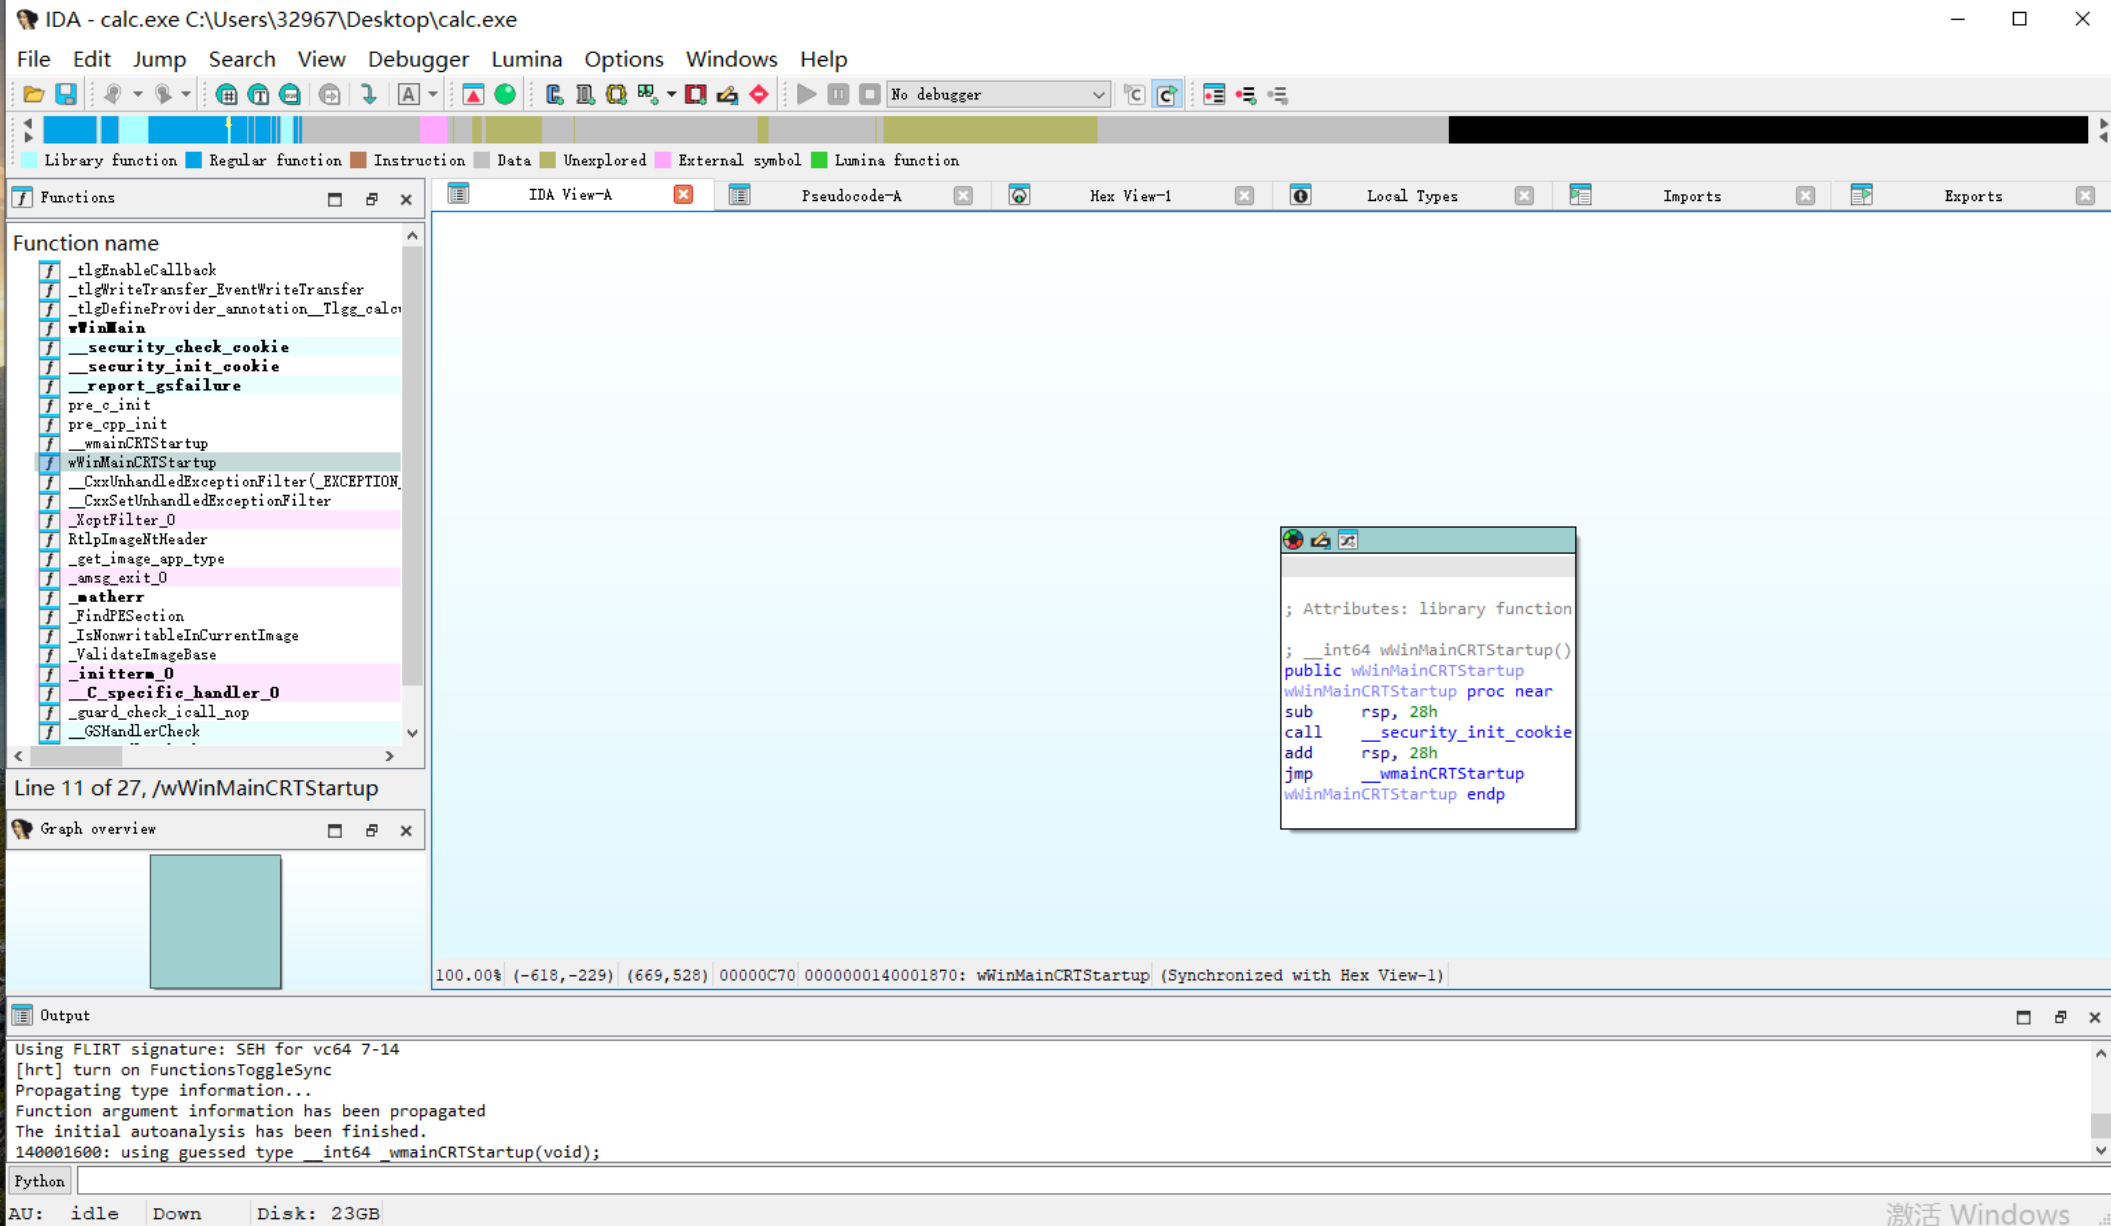 IDA - calc.exe C:\Users\32967\Desktop\calc.exe
File Edit Jump Search View Debugger Lumina Options Windows Help
No debugger
Library function Regular function Instruction Data Unexplored External symbol Lumina function
Functions
IDA View-A Pseudocode-A Hex View-1 Local Types Imports Exports
Function name
_tlgEnableCallback
_tlgWriteTransfer_EventWriteTransfer
_tlgDefineProvider_annotation__Tlgg_calc
wWinMain
__security_check_cookie
__security_init_cookie
__report_gsfailure
pre_c_init
pre_cpp_init
__wmainCRTStartup
wWinMainCRTStartup
__CxxUnhandledExceptionFilter(_EXCEPTION_
__CxxSetUnhandledExceptionFilter
_XcptFilter_0
RtlpImageNtHeader
_get_image_app_type
_amsg_exit_0
_matherr
_FindPESection
_IsNonwritableInCurrentImage
_ValidateImageBase
_initterm_0
__C_specific_handler_0
_guard_check_icall_nop
__GSHandlerCheck
Line 11 of 27, /wWinMainCRTStartup
Graph overview
; Attributes: library function
; __int64 wWinMainCRTStartup()
public wWinMainCRTStartup
wWinMainCRTStartup proc near
sub rsp, 28h
call __security_init_cookie
add rsp, 28h
jmp __wmainCRTStartup
wWinMainCRTStartup endp
100.00% (-618,-229) (669,528) 00000C70 0000000140001870: wWinMainCRTStartup (Synchronized with Hex View-1)
Output
Using FLIRT signature: SEH for vc64 7-14
[hrt] turn on FunctionsToggleSync
Propagating type information...
Function argument information has been propagated
The initial autoanalysis has been finished.
140001600: using guessed type __int64 _wmainCRTStartup(void);
Python
AU: idle Down Disk: 23GB
激活 Windows